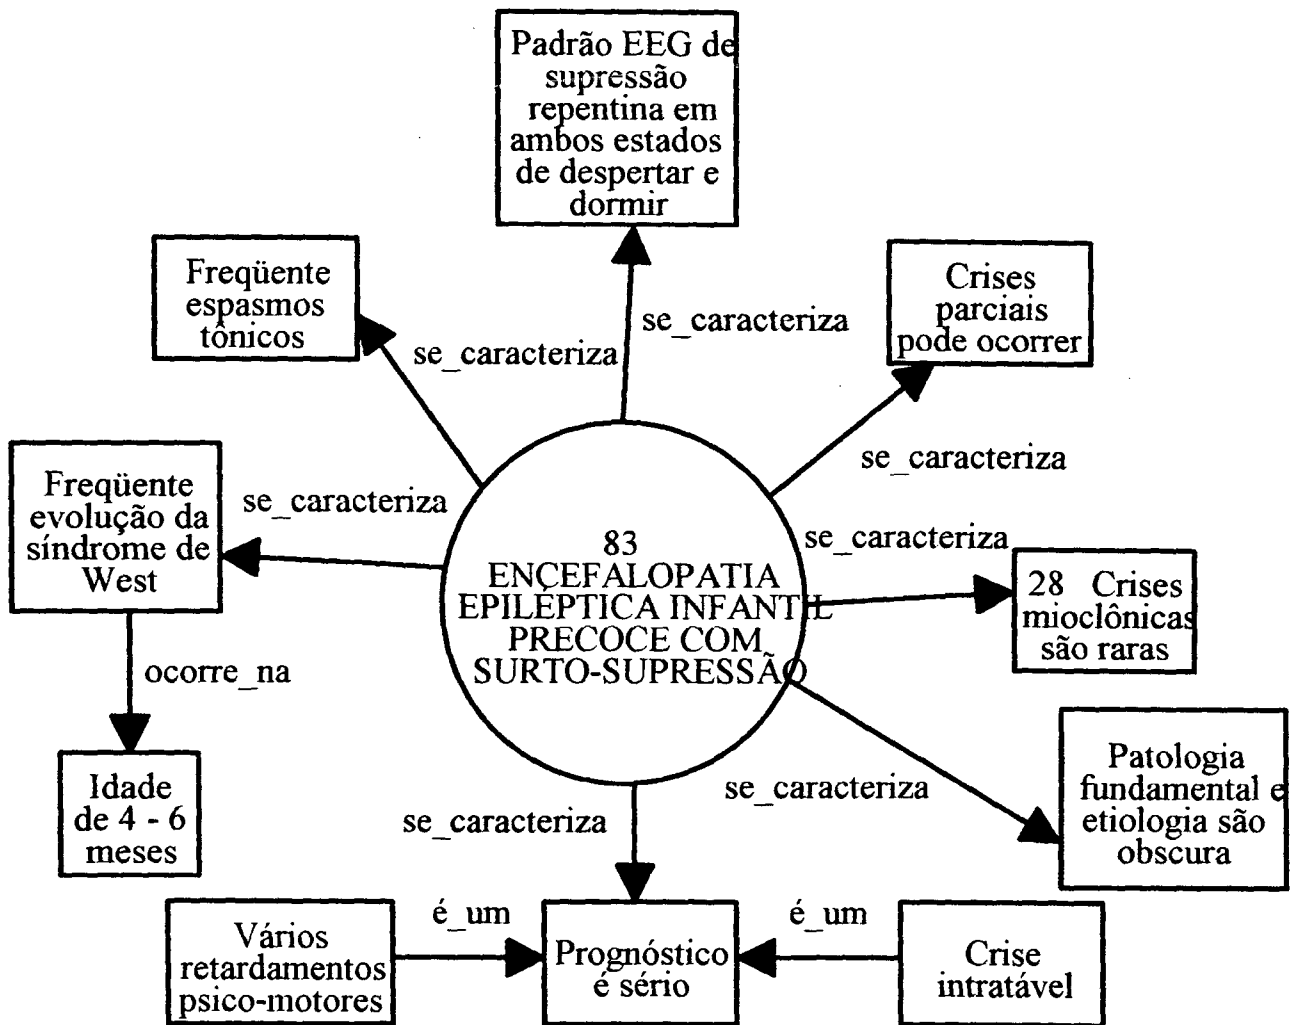 Padrão EEG de
supressão
repentina em
ambos estados
de despertar e
dormir
Freqüente
espasmos
tônicos
se_caracteriza
se_caracteriza
Crises
parciais
pode ocorrer
Freqüente
evolução da
síndrome de
West
se_caracteriza
se_caracteriza
83
ENCEFALOPATIA
EPILÉPTICA INFANTIL
PRECOCE COM
SURTO-SUPRESSÃO
se_caracteriza
28 Crises
mioclônicas
são raras
ocorre_na
Idade
de 4 - 6
meses
se_caracteriza
se_caracteriza
Patologia
fundamental e
etiologia são
obscura
Vários
retardamentos
psico-motores
é_um
Prognóstico
é sério
é_um
Crise
intratável